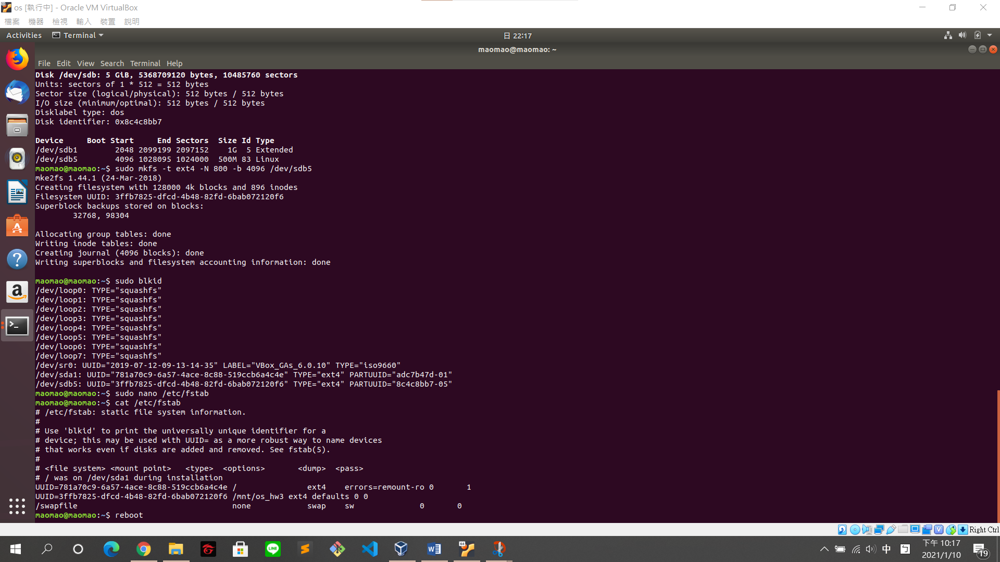 os [執行中] - Oracle VM VirtualBox
檔案 機器 檢視 輸入 裝置 說明
Activities Terminal 日 22:17
maomao@maomao: ~
File Edit View Search Terminal Help
Disk /dev/sdb: 5 GiB, 5368709120 bytes, 10485760 sectors
Units: sectors of 1 * 512 = 512 bytes
Sector size (logical/physical): 512 bytes / 512 bytes
I/O size (minimum/optimal): 512 bytes / 512 bytes
Disklabel type: dos
Disk identifier: 0x8c4c8bb7
Device     Boot Start     End Sectors  Size Id Type
/dev/sdb1        2048 2099199 2097152    1G  5 Extended
/dev/sdb5        4096 1028095 1024000  500M 83 Linux
maomao@maomao:~$ sudo mkfs -t ext4 -N 800 -b 4096 /dev/sdb5
mke2fs 1.44.1 (24-Mar-2018)
Creating filesystem with 128000 4k blocks and 896 inodes
Filesystem UUID: 3ffb7825-dfcd-4b48-82fd-6bab072120f6
Superblock backups stored on blocks:
        32768, 98304
Allocating group tables: done
Writing inode tables: done
Creating journal (4096 blocks): done
Writing superblocks and filesystem accounting information: done
maomao@maomao:~$ sudo blkid
/dev/loop0: TYPE="squashfs"
/dev/loop1: TYPE="squashfs"
/dev/loop2: TYPE="squashfs"
/dev/loop3: TYPE="squashfs"
/dev/loop4: TYPE="squashfs"
/dev/loop5: TYPE="squashfs"
/dev/loop6: TYPE="squashfs"
/dev/loop7: TYPE="squashfs"
/dev/sr0: UUID="2019-07-12-09-13-14-35" LABEL="VBox_GAs_6.0.10" TYPE="iso9660"
/dev/sda1: UUID="781a70c9-6a57-4ace-8c88-519ccb6a4c4e" TYPE="ext4" PARTUUID="adc7b47d-01"
/dev/sdb5: UUID="3ffb7825-dfcd-4b48-82fd-6bab072120f6" TYPE="ext4" PARTUUID="8c4c8bb7-05"
maomao@maomao:~$ sudo nano /etc/fstab
maomao@maomao:~$ cat /etc/fstab
# /etc/fstab: static file system information.
#
# Use 'blkid' to print the universally unique identifier for a
# device; this may be used with UUID= as a more robust way to name devices
# that works even if disks are added and removed. See fstab(5).
#
# <file system> <mount point>   <type>  <options>       <dump>  <pass>
# / was on /dev/sda1 during installation
UUID=781a70c9-6a57-4ace-8c88-519ccb6a4c4e /               ext4    errors=remount-ro 0       1
UUID=3ffb7825-dfcd-4b48-82fd-6bab072120f6 /mnt/os_hw3 ext4 defaults 0 0
/swapfile                                 none            swap    sw              0       0
maomao@maomao:~$ reboot
Right Ctrl
中 下午 10:17
2021/1/10
19